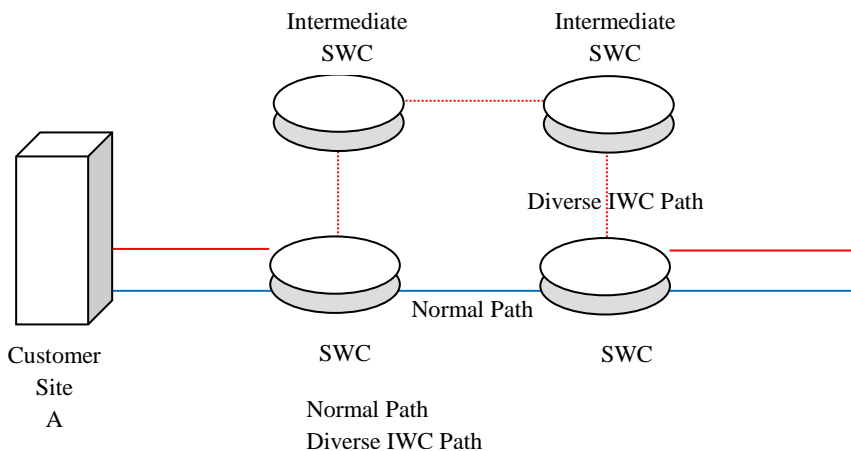 Intermediate
SWC
Intermediate
SWC
Diverse IWC Path
Normal Path
Customer
Site
A
SWC
SWC
Normal Path
Diverse IWC Path